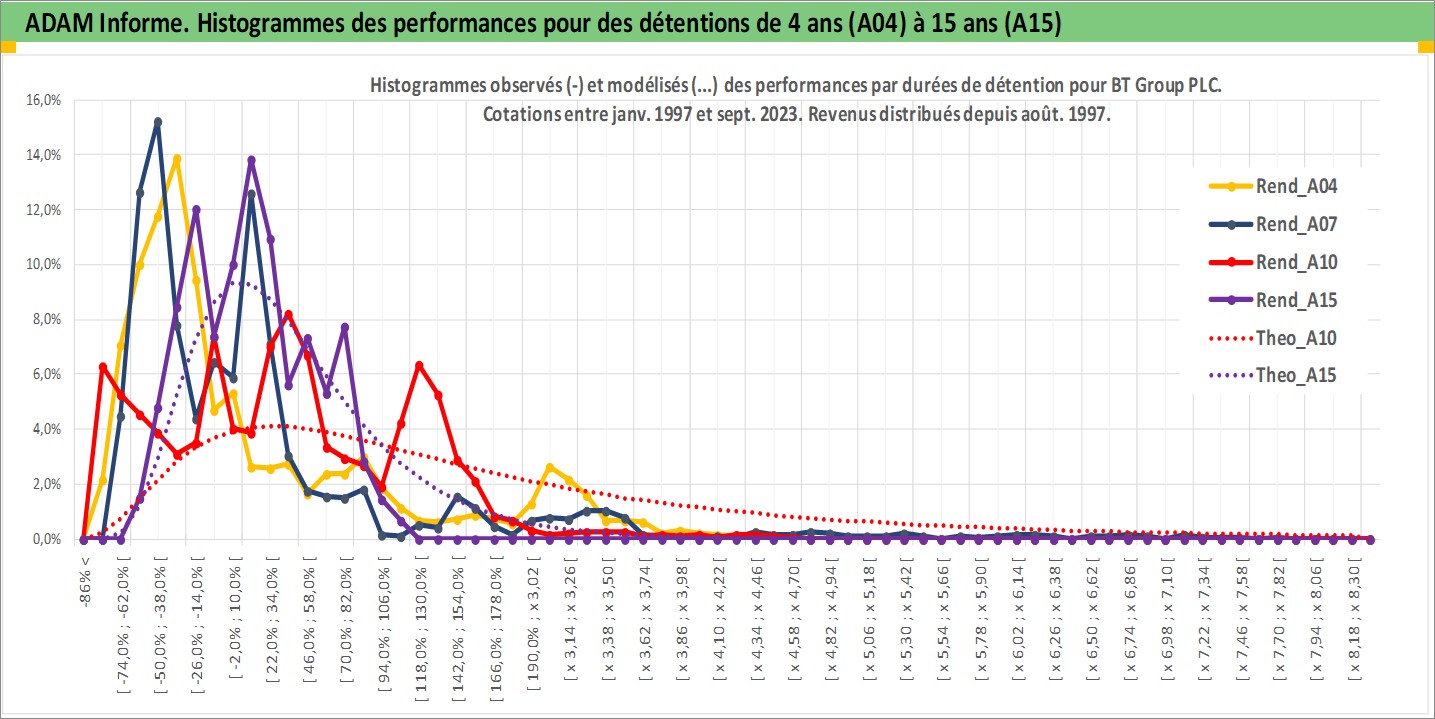 ADAM Informe. Histogrammes des performances pour des détentions de 4 ans (A04) à 15 ans (A15)
Histogrammes observés (-) et modélisés (...) des performances par durées de détention pour BT Group PLC.
Cotations entre janv. 1997 et sept. 2023. Revenus distribués depuis août. 1997.
16,0%
14,0%
12,0%
10,0%
8,0%
6,0%
4,0%
2,0%
0,0%
Rend_A04
Rend_A07
Rend_A10
Rend_A15
Theo_A10
Theo_A15
-86% <
[ -74,0% ; -62,0% [
[ -50,0% ; -38,0% [
[ -26,0% ; -14,0% [
[ -2,0% ; 10,0% [
[ 22,0% ; 34,0% [
[ 46,0% ; 58,0% [
[ 70,0% ; 82,0% [
[ 94,0% ; 106,0% [
[ 118,0% ; 130,0% [
[ 142,0% ; 154,0% [
[ 166,0% ; 178,0% [
[ 190,0% ; x 3,02 [
[ x 3,14 ; x 3,26 [
[ x 3,38 ; x 3,50 [
[ x 3,62 ; x 3,74 [
[ x 3,86 ; x 3,98 [
[ x 4,10 ; x 4,22 [
[ x 4,34 ; x 4,46 [
[ x 4,58 ; x 4,70 [
[ x 4,82 ; x 4,94 [
[ x 5,06 ; x 5,18 [
[ x 5,30 ; x 5,42 [
[ x 5,54 ; x 5,66 [
[ x 5,78 ; x 5,90 [
[ x 6,02 ; x 6,14 [
[ x 6,26 ; x 6,38 [
[ x 6,50 ; x 6,62 [
[ x 6,74 ; x 6,86 [
[ x 6,98 ; x 7,10 [
[ x 7,22 ; x 7,34 [
[ x 7,46 ; x 7,58 [
[ x 7,70 ; x 7,82 [
[ x 7,94 ; x 8,06 [
[ x 8,18 ; x 8,30 [